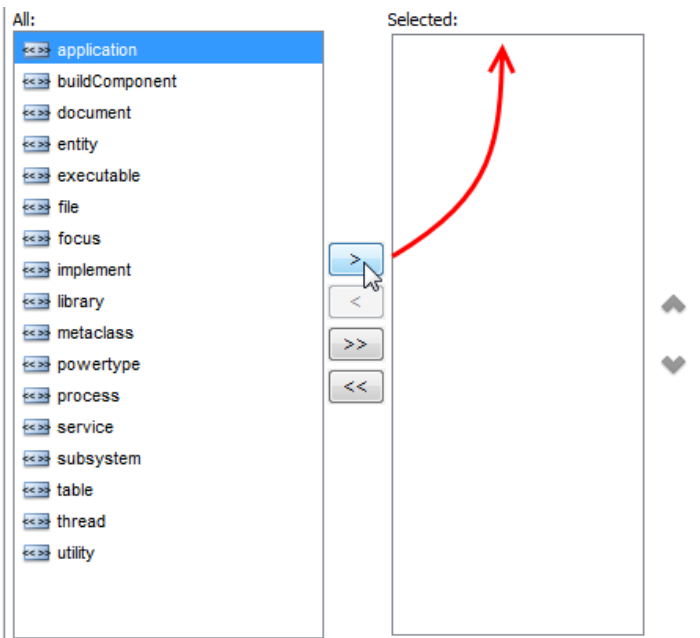 All:
Selected:
<<>> application
<<>> buildComponent
<<>> document
<<>> entity
<<>> executable
<<>> file
<<>> focus
<<>> implement
<<>> library
<<>> metaclass
<<>> powertype
<<>> process
<<>> service
<<>> subsystem
<<>> table
<<>> thread
<<>> utility
>
<
>>
<<